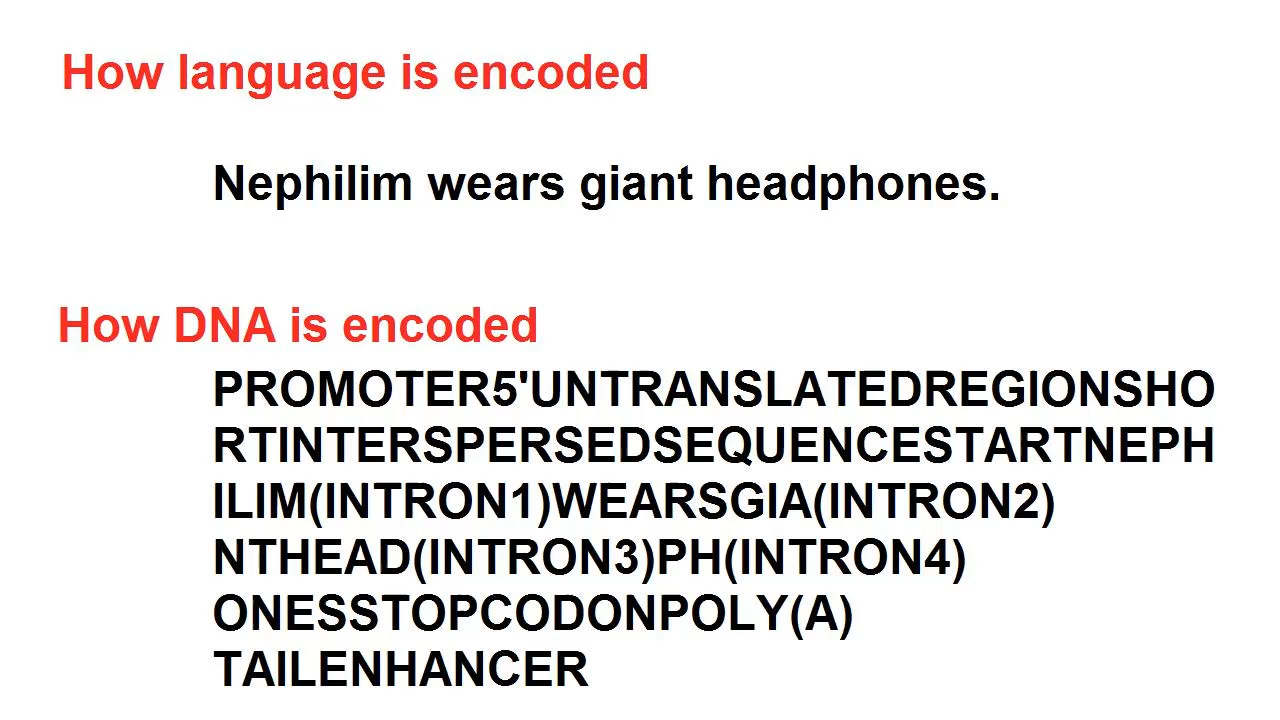 How language is encoded
Nephilim wears giant headphones.
How DNA is encoded
PROMOTER5'UNTRANSLATEDREGIONSHO
RTINTERSPERSEDSEQUENCESTARTNEPH
ILIM(INTRON1)WEARSGIA(INTRON2)
NTHEAD(INTRON3)PH(INTRON4)
ONESSTOPCODONPOLY(A)
TAILENHANCER